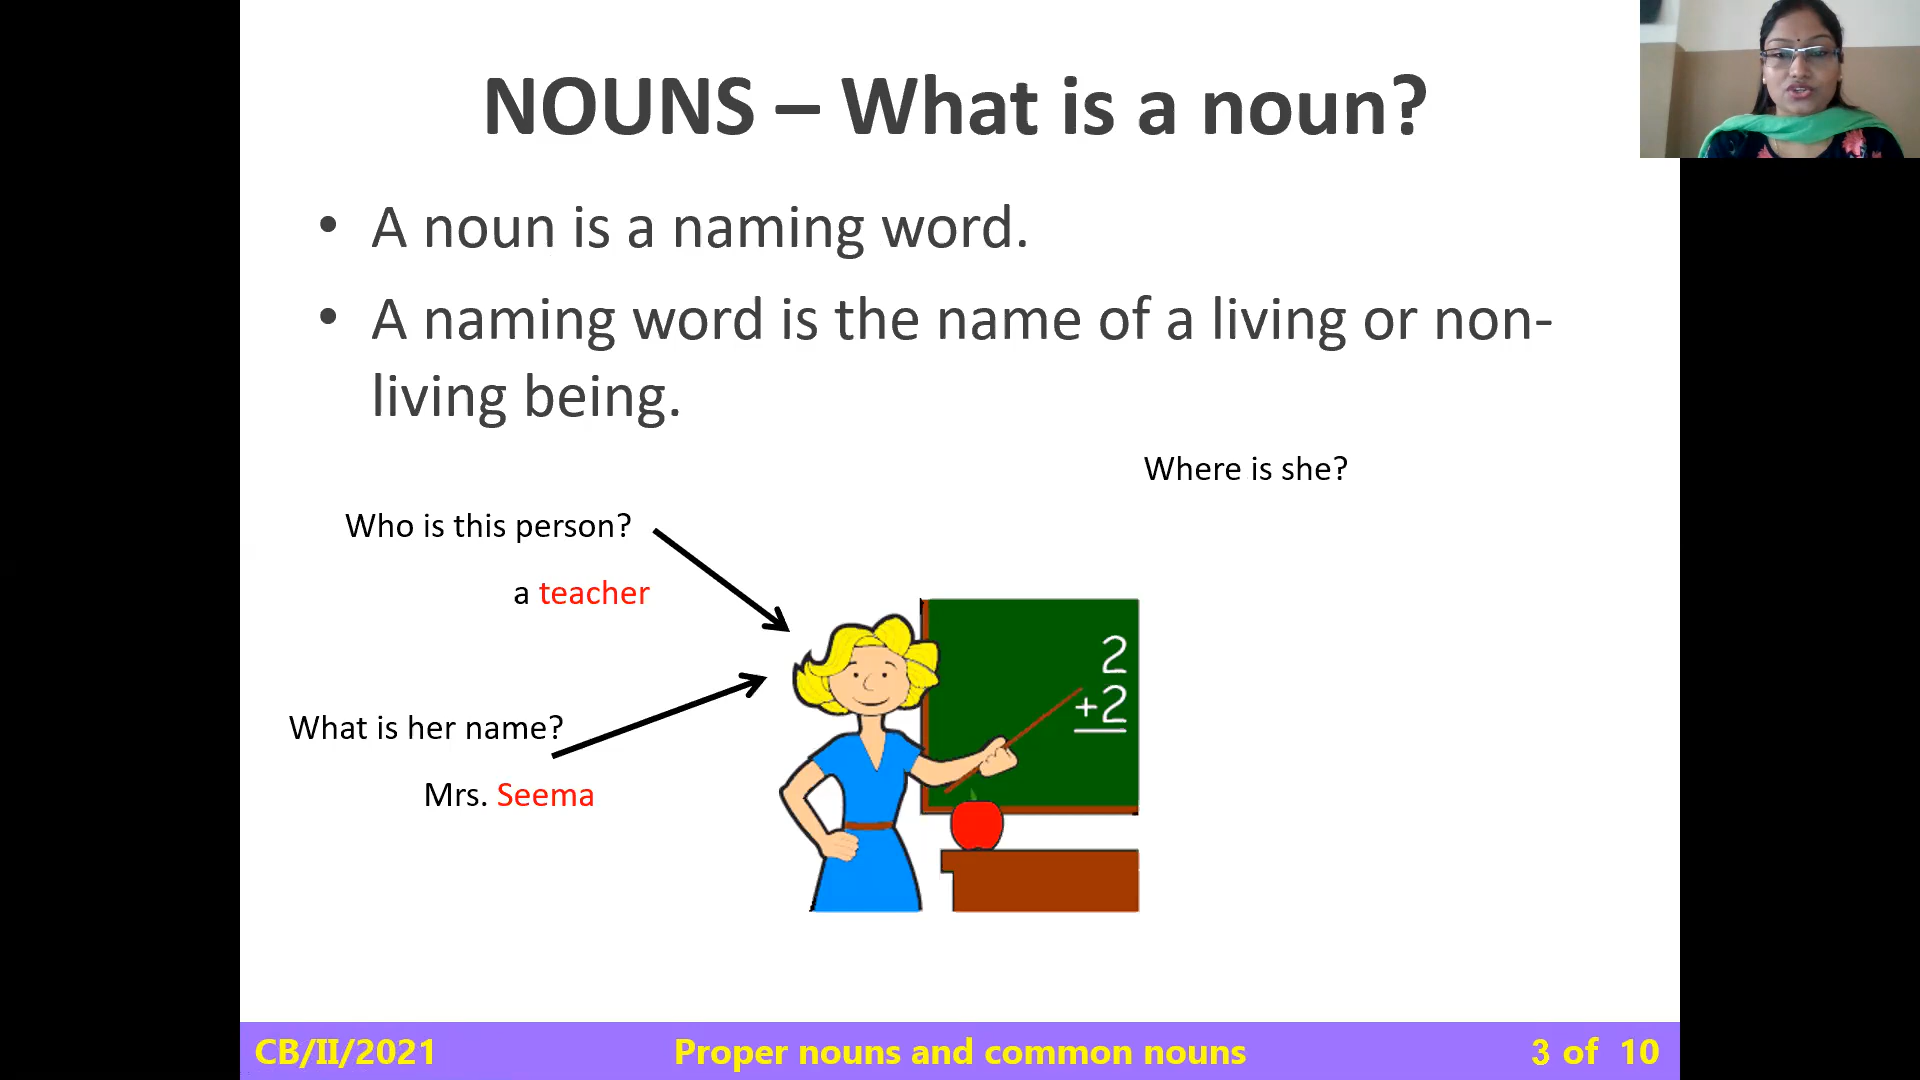 NOUNS – What is a noun?
• A noun is a naming word.
• A naming word is the name of a living or non-
living being.
Where is she?
Who is this person?
a teacher
What is her name?
Mrs. Seema
2
+2
CB/II/2021
Proper nouns and common nouns
3 of 10